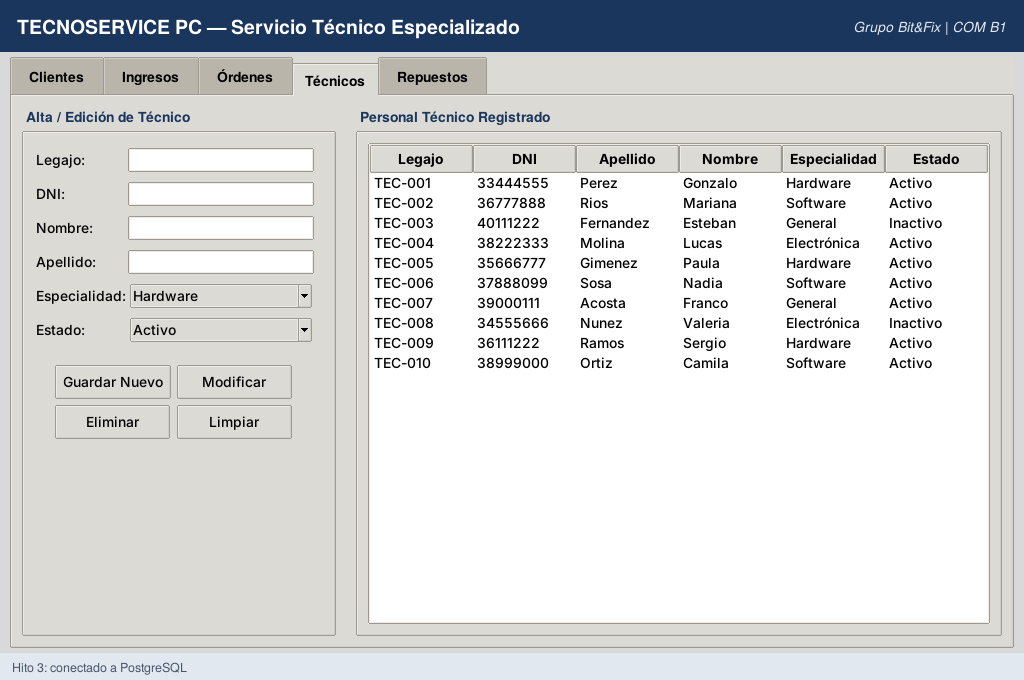 TECNOSERVICE PC — Servicio Técnico Especializado
Grupo Bit&Fix | COM B1
Clientes Ingresos Órdenes Técnicos Repuestos
Alta / Edición de Técnico
Legajo:
DNI:
Nombre:
Apellido:
Especialidad: Hardware
Estado: Activo
Guardar Nuevo Modificar
Eliminar Limpiar
Personal Técnico Registrado
Legajo DNI Apellido Nombre Especialidad Estado
TEC-001 33444555 Perez Gonzalo Hardware Activo
TEC-002 36777888 Rios Mariana Software Activo
TEC-003 40111222 Fernandez Esteban General Inactivo
TEC-004 38222333 Molina Lucas Electrónica Activo
TEC-005 35666777 Gimenez Paula Hardware Activo
TEC-006 37888099 Sosa Nadia Software Activo
TEC-007 39000111 Acosta Franco General Activo
TEC-008 34555666 Nunez Valeria Electrónica Inactivo
TEC-009 36111222 Ramos Sergio Hardware Activo
TEC-010 38999000 Ortiz Camila Software Activo
Hito 3: conectado a PostgreSQL